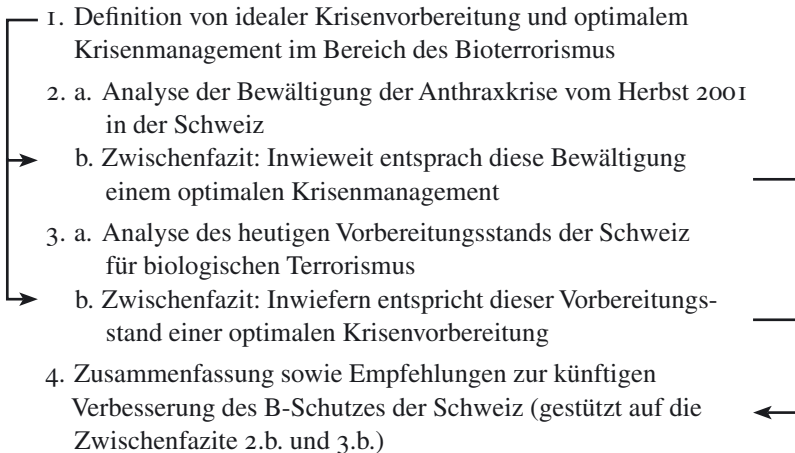 1. Definition von idealer Krisenvorbereitung und optimalem
Krisenmanagement im Bereich des Bioterrorismus
2. a. Analyse der Bewältigung der Anthraxkrise vom Herbst 2001
in der Schweiz
b. Zwischenfazit: Inwieweit entsprach diese Bewältigung
einem optimalen Krisenmanagement
3. a. Analyse des heutigen Vorbereitungsstands der Schweiz
für biologischen Terrorismus
b. Zwischenfazit: Inwiefern entspricht dieser Vorbereitungs-
stand einer optimalen Krisenvorbereitung
4. Zusammenfassung sowie Empfehlungen zur künftigen
Verbesserung des B-Schutzes der Schweiz (gestützt auf die
Zwischenfazite 2.b. und 3.b.)